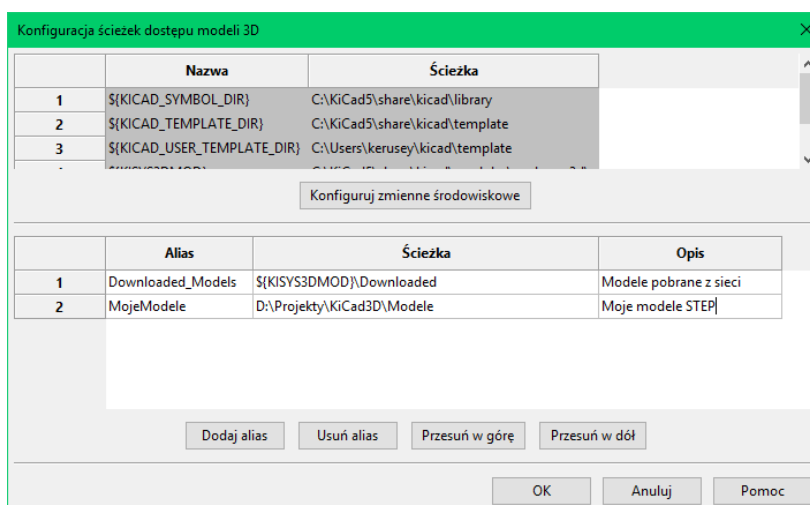 Konfiguracja ścieżek dostępu modeli 3D
Nazwa Ścieżka
1 ${KICAD_SYMBOL_DIR} C:\KiCad5\share\kicad\library
2 ${KICAD_TEMPLATE_DIR} C:\KiCad5\share\kicad\template
3 ${KICAD_USER_TEMPLATE_DIR} C:\Users\kerusey\kicad\template
Konfiguruj zmienne środowiskowe
Alias Ścieżka Opis
1 Downloaded_Models ${KISYS3DMOD}\Downloaded Modele pobrane z sieci
2 MojeModele D:\Projekty\KiCad3D\Modele Moje modele STEP
Dodaj alias Usuń alias Przesuń w górę Przesuń w dół
OK Anuluj Pomoc